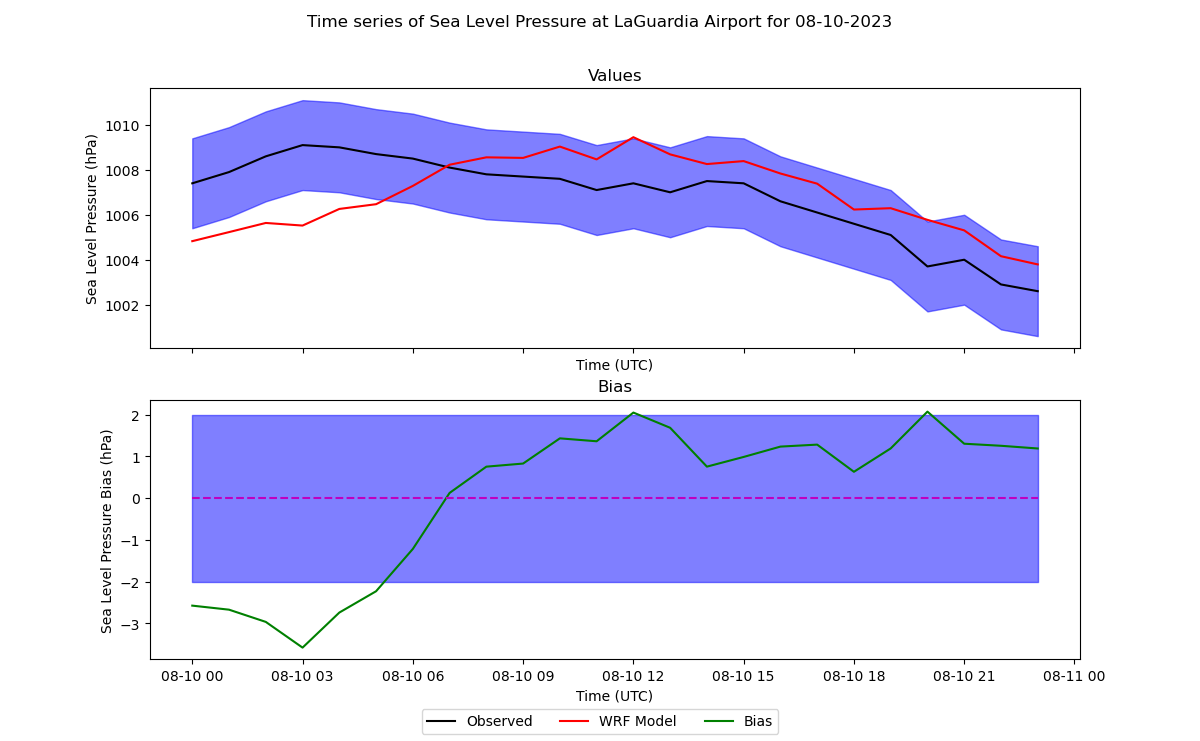 Time series of Sea Level Pressure at LaGuardia Airport for 08-10-2023
Values
Sea Level Pressure (hPa)
1010
1008
1006
1004
1002
Time (UTC)
Bias
Sea Level Pressure Bias (hPa)
2
1
0
−1
−2
−3
08-10 00 08-10 03 08-10 06 08-10 09 08-10 12 08-10 15 08-10 18 08-10 21 08-11 00
Time (UTC)
Observed WRF Model Bias